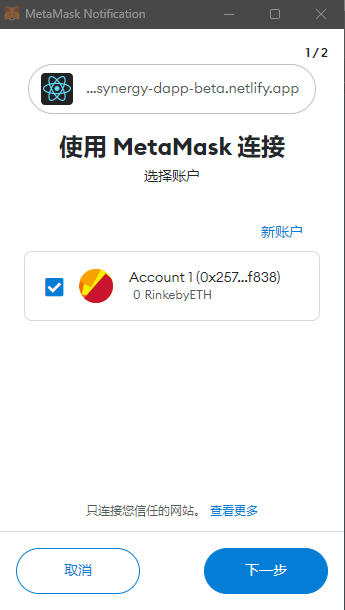 MetaMask Notification
1 / 2
...synergy-dapp-beta.netlify.app
使用 MetaMask 连接
选择账户
新账户
Account 1 (0x257...f838)
0 RinkebyETH
只连接您信任的网站。 查看更多
取消
下一步